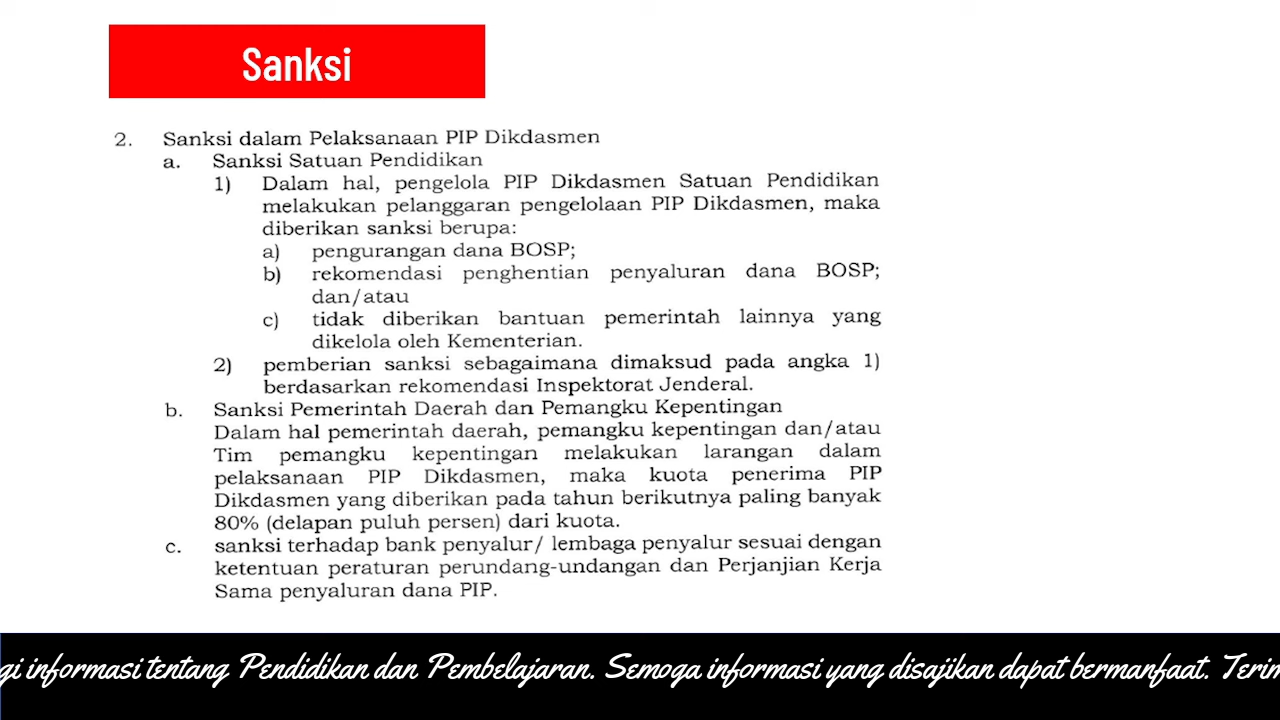 Sanksi
2. Sanksi dalam Pelaksanaan PIP Dikdasmen
a. Sanksi Satuan Pendidikan
1) Dalam hal, pengelola PIP Dikdasmen Satuan Pendidikan
melakukan pelanggaran pengelolaan PIP Dikdasmen, maka
diberikan sanksi berupa:
a) pengurangan dana BOSP;
b) rekomendasi penghentian penyaluran dana BOSP;
dan/atau
c) tidak diberikan bantuan pemerintah lainnya yang
dikelola oleh Kementerian.
2) pemberian sanksi sebagaimana dimaksud pada angka 1)
berdasarkan rekomendasi Inspektorat Jenderal.
b. Sanksi Pemerintah Daerah dan Pemangku Kepentingan
Dalam hal pemerintah daerah, pemangku kepentingan dan/atau
Tim pemangku kepentingan melakukan larangan dalam
pelaksanaan PIP Dikdasmen, maka kuota penerima PIP
Dikdasmen yang diberikan pada tahun berikutnya paling banyak
80% (delapan puluh persen) dari kuota.
c. sanksi terhadap bank penyalur/ lembaga penyalur sesuai dengan
ketentuan peraturan perundang-undangan dan Perjanjian Kerja
Sama penyaluran dana PIP.
gi informasi tentang Pendidikan dan Pembelajaran. Semoga informasi yang disajikan dapat bermanfaat. Terim